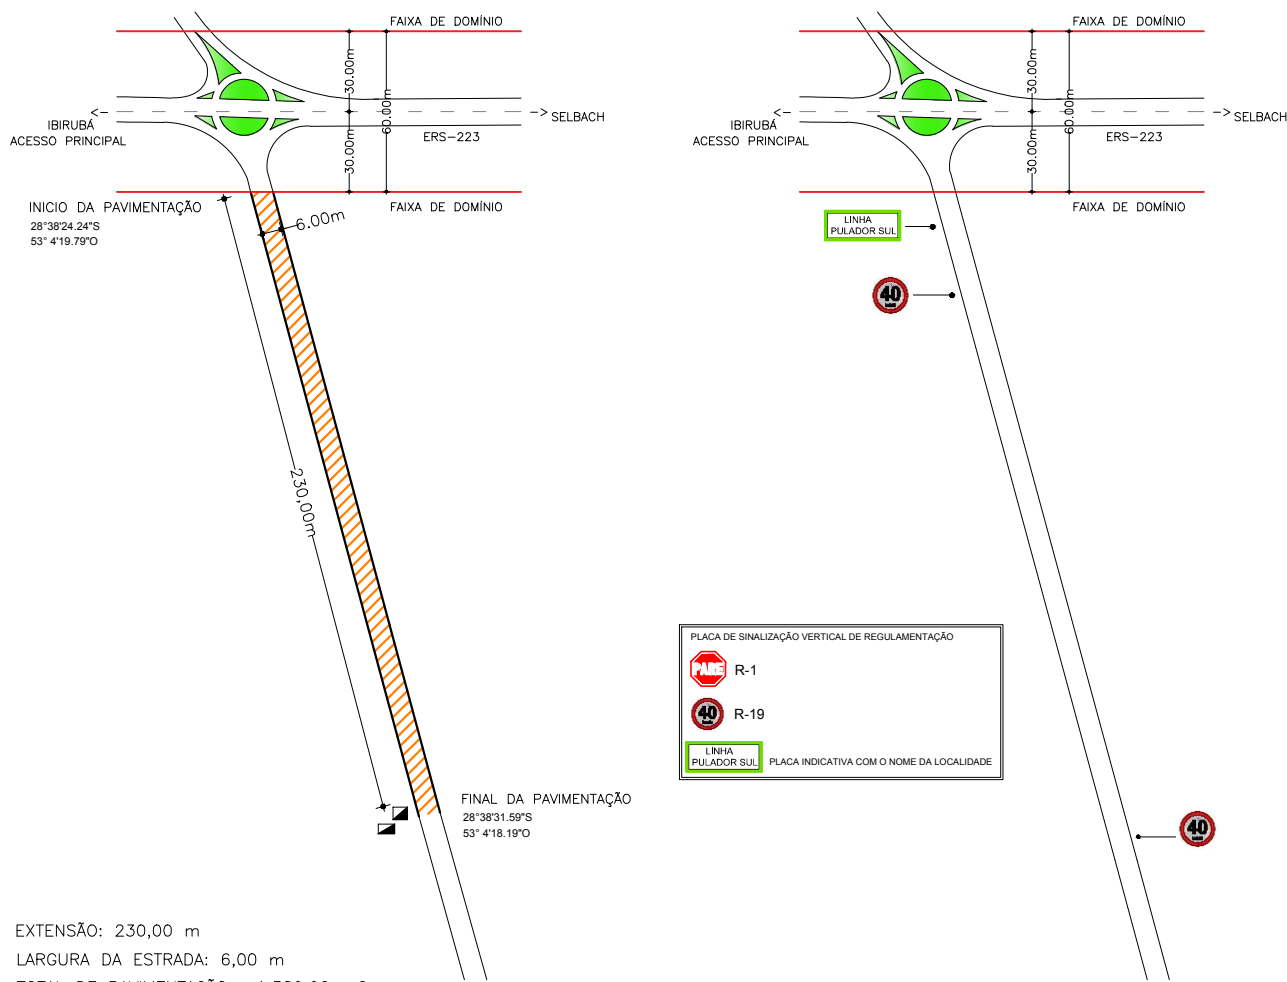 FAIXA DE DOMÍNIO
30.00m
60.00m
30.00m
IBIRUBÁ
ACESSO PRINCIPAL
SELBACH
ERS-223
FAIXA DE DOMÍNIO
INICIO DA PAVIMENTAÇÃO
28°38'24.24"S
53° 4'19.79"O
6.00m
230,00m
FINAL DA PAVIMENTAÇÃO
28°38'31.59"S
53° 4'18.19"O
EXTENSÃO: 230,00 m
LARGURA DA ESTRADA: 6,00 m
FAIXA DE DOMÍNIO
30.00m
60.00m
30.00m
IBIRUBÁ
ACESSO PRINCIPAL
SELBACH
ERS-223
FAIXA DE DOMÍNIO
LINHA
PULADOR SUL
40
PLACA DE SINALIZAÇÃO VERTICAL DE REGULAMENTAÇÃO
PARE R-1
40 R-19
LINHA
PULADOR SUL PLACA INDICATIVA COM O NOME DA LOCALIDADE
40